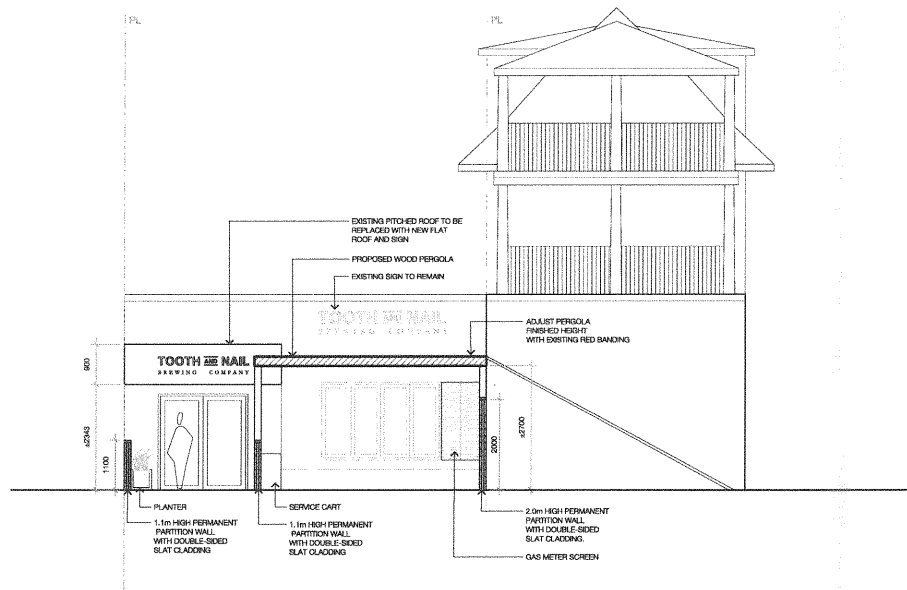 PL
PL
EXISTING PITCHED ROOF TO BE
REPLACED WITH NEW FLAT
ROOF AND SIGN
PROPOSED WOOD PERGOLA
EXISTING SIGN TO REMAIN
TOOTH AND NAIL
BREWING COMPANY
ADJUST PERGOLA
FINISHED HEIGHT
WITH EXISTING RED BANDING
TOOTH AND NAIL
BREWING COMPANY
900
±2343
1100
2000
±2700
PLANTER
1.1m HIGH PERMANENT
PARTITION WALL
WITH DOUBLE-SIDED
SLAT CLADDING
SERVICE CART
1.1m HIGH PERMANENT
PARTITION WALL
WITH DOUBLE-SIDED
SLAT CLADDING
2.0m HIGH PERMANENT
PARTITION WALL
WITH DOUBLE-SIDED
SLAT CLADDING.
GAS METER SCREEN